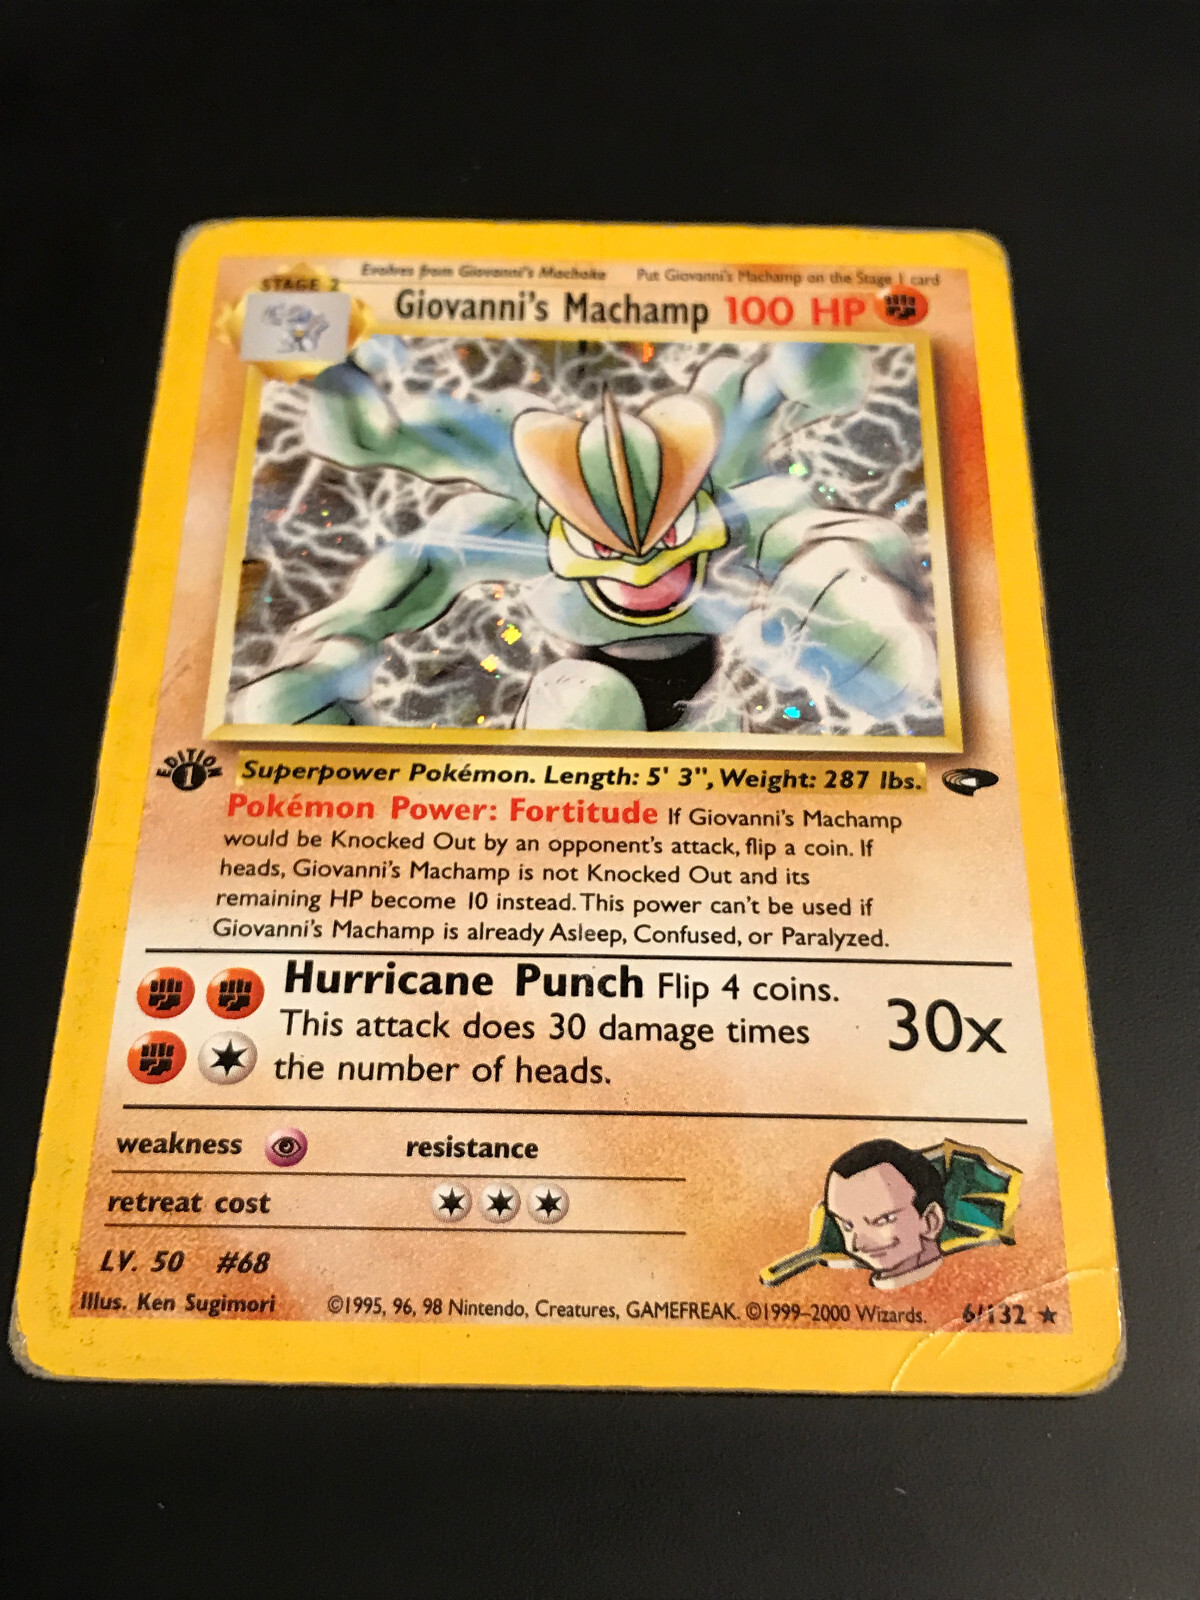 Evolves from Giovanni's Machoke Put Giovanni's Machamp on the Stage 1 card
STAGE 2
Giovanni's Machamp 100 HP
EDITION
1
Superpower Pokémon. Length: 5' 3", Weight: 287 lbs.
Pokémon Power: Fortitude If Giovanni's Machamp
would be Knocked Out by an opponent's attack, flip a coin. If
heads, Giovanni's Machamp is not Knocked Out and its
remaining HP become 10 instead. This power can't be used if
Giovanni's Machamp is already Asleep, Confused, or Paralyzed.
Hurricane Punch Flip 4 coins.
This attack does 30 damage times
the number of heads.
30x
weakness resistance
retreat cost
LV. 50 #68
Illus. Ken Sugimori ©1995, 96, 98 Nintendo, Creatures, GAMEFREAK. ©1999–2000 Wizards. 6/132 ★